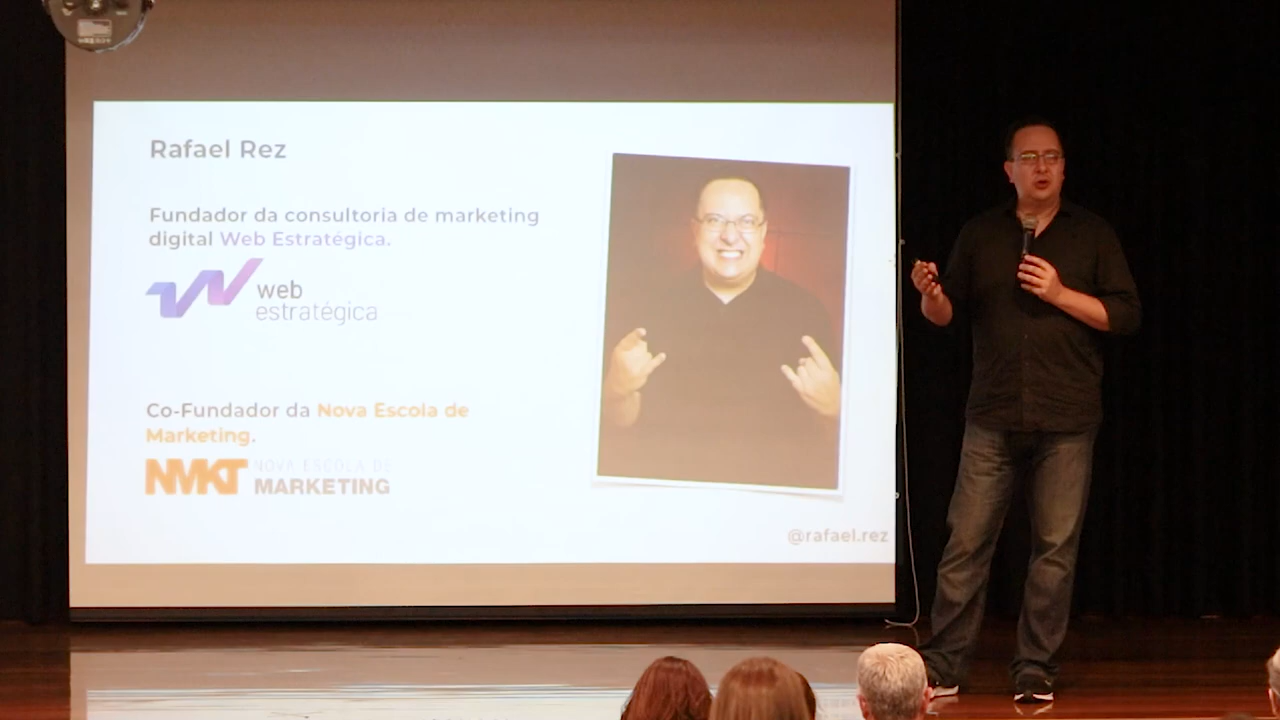 Rafael Rez
Fundador da consultoria de marketing
digital Web Estratégica.
web
estratégica
Co-Fundador da Nova Escola de
Marketing.
NMKT NOVA ESCOLA DE
MARKETING
@rafael.rez